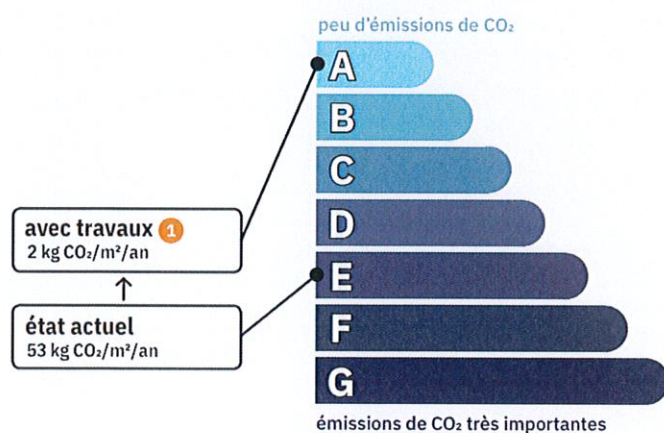 peu d'émissions de CO₂
A
B
C
avec travaux 1
2 kg CO₂/m²/an
D
E
état actuel
53 kg CO₂/m²/an
F
G
émissions de CO₂ très importantes